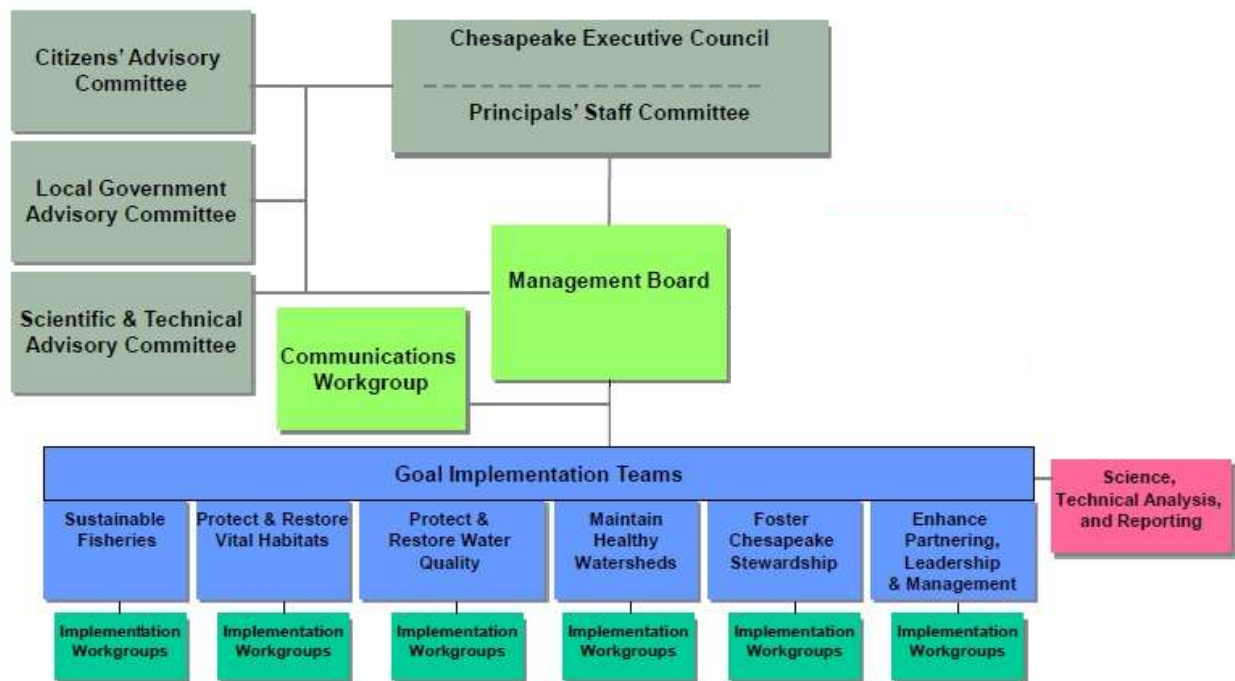 Citizens' Advisory
Committee
Chesapeake Executive Council
Principals' Staff Committee
Local Government
Advisory Committee
Scientific & Technical
Advisory Committee
Management Board
Communications
Workgroup
Goal Implementation Teams
Science,
Technical Analysis,
and Reporting
Sustainable
Fisheries
Protect & Restore
Vital Habitats
Protect &
Restore Water
Quality
Maintain
Healthy
Watersheds
Foster
Chesapeake
Stewardship
Enhance
Partnering,
Leadership
& Management
Implementation
Workgroups
Implementation
Workgroups
Implementation
Workgroups
Implementation
Workgroups
Implementation
Workgroups
Implementation
Workgroups